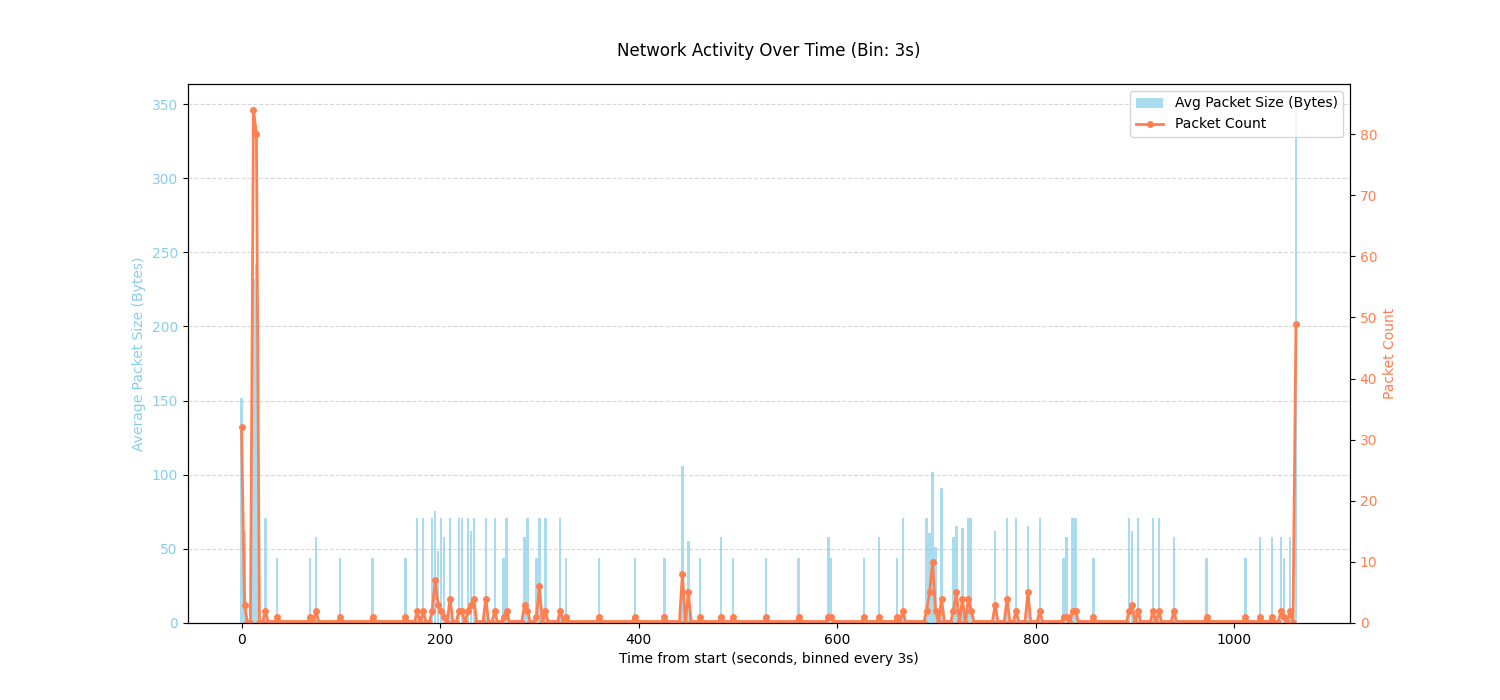 Network Activity Over Time (Bin: 3s)
Avg Packet Size (Bytes)
Packet Count
350
300
250
200
150
100
50
0
Average Packet Size (Bytes)
80
70
60
50
40
30
20
10
0
Packet Count
0 200 400 600 800 1000
Time from start (seconds, binned every 3s)